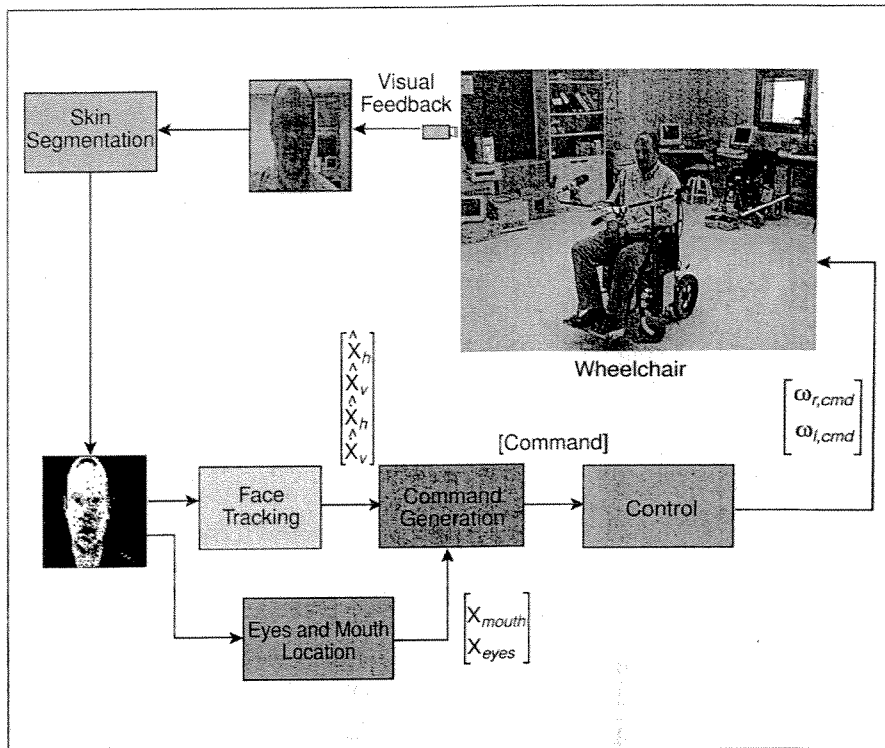 Visual
Feedback
Skin
Segmentation
Wheelchair
X̂h
X̂v
X̂h
X̂v
[ωr,cmd
ωl,cmd]
[Command]
Face
Tracking
Command
Generation
Control
Eyes and Mouth
Location
[Xmouth
Xeyes]